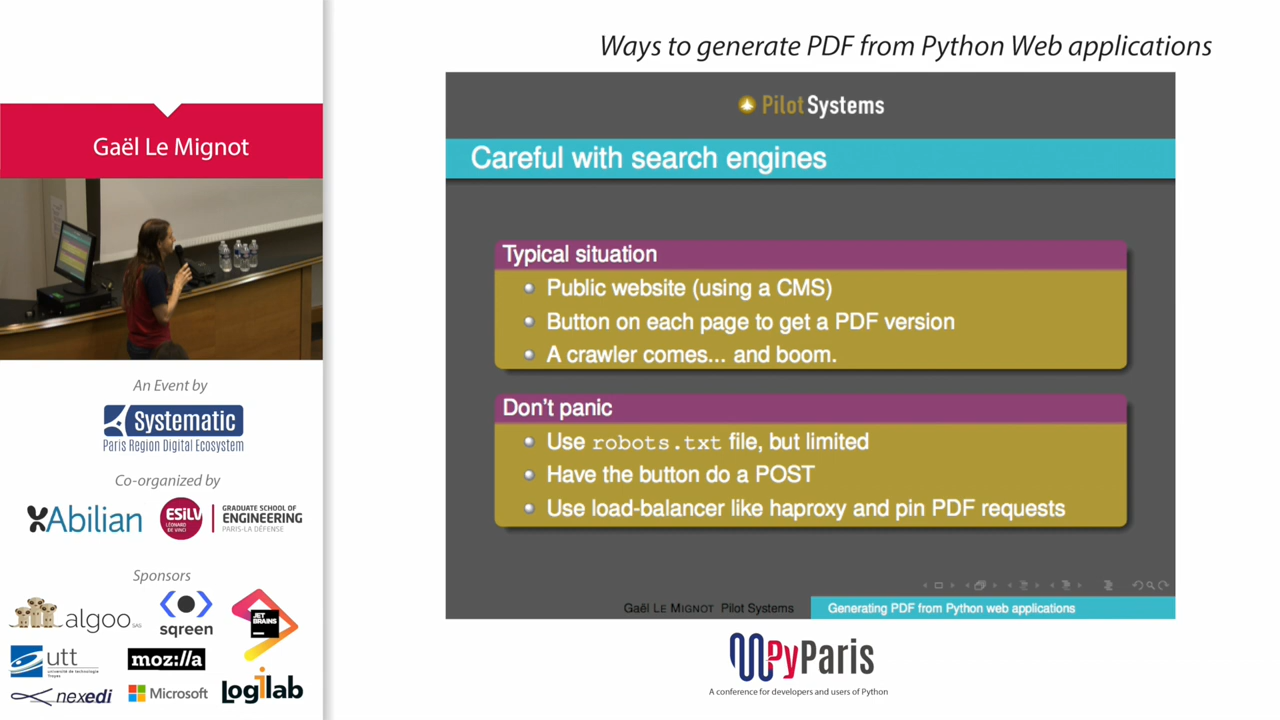 Ways to generate PDF from Python Web applications
Gaël Le Mignot
PilotSystems
Careful with search engines
Typical situation
Public website (using a CMS)
Button on each page to get a PDF version
A crawler comes... and boom.
Don't panic
Use robots.txt file, but limited
Have the button do a POST
Use load-balancer like haproxy and pin PDF requests
Gaël LE MIGNOT Pilot Systems
Generating PDF from Python web applications
An Event by
Systematic
Paris Region Digital Ecosystem
Co-organized by
Abilian
ESILV
LÉONARD
DE VINCI
GRADUATE SCHOOL OF
ENGINEERING
PARIS-LA DÉFENSE
Sponsors
algoo SAS
sqreen
JET
BRAINS
utt
université de technologie
Troyes
moz://a
nexedi
Microsoft
Logilab
PyParis
A conference for developers and users of Python